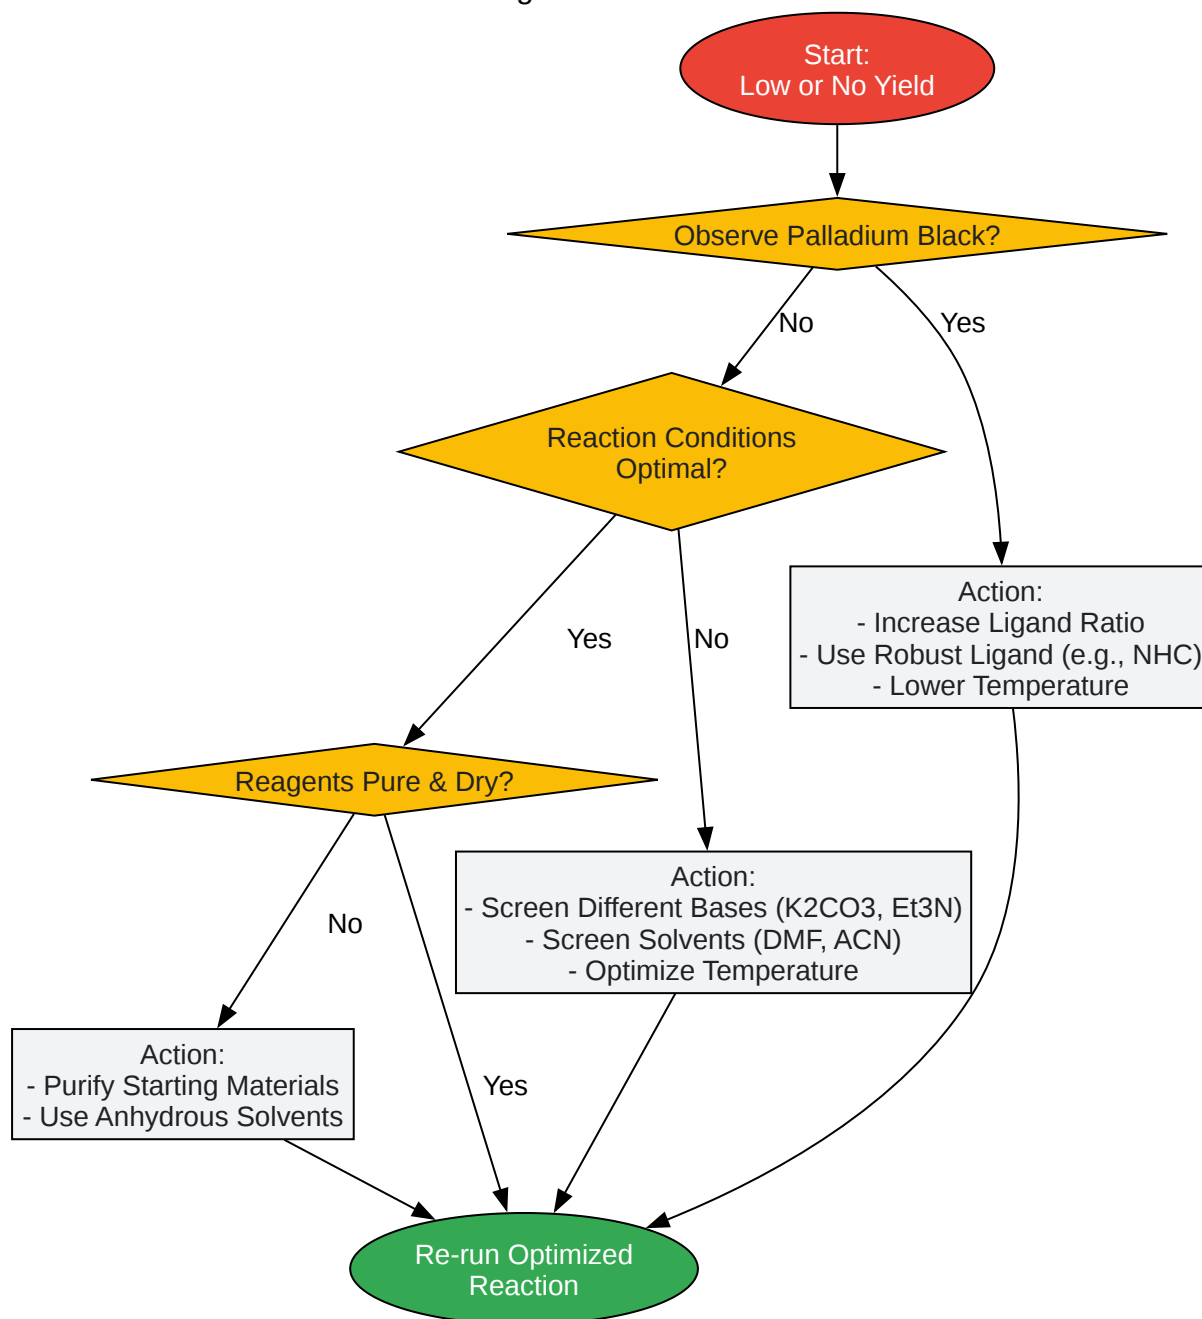 Start:
Low or No Yield
Observe Palladium Black?
No
Yes
Reaction Conditions
Optimal?
Yes
No
Action:
- Increase Ligand Ratio
- Use Robust Ligand (e.g., NHC)
- Lower Temperature
Reagents Pure & Dry?
Action:
- Screen Different Bases (K2CO3, Et3N)
- Screen Solvents (DMF, ACN)
- Optimize Temperature
No
Yes
Action:
- Purify Starting Materials
- Use Anhydrous Solvents
Re-run Optimized
Reaction